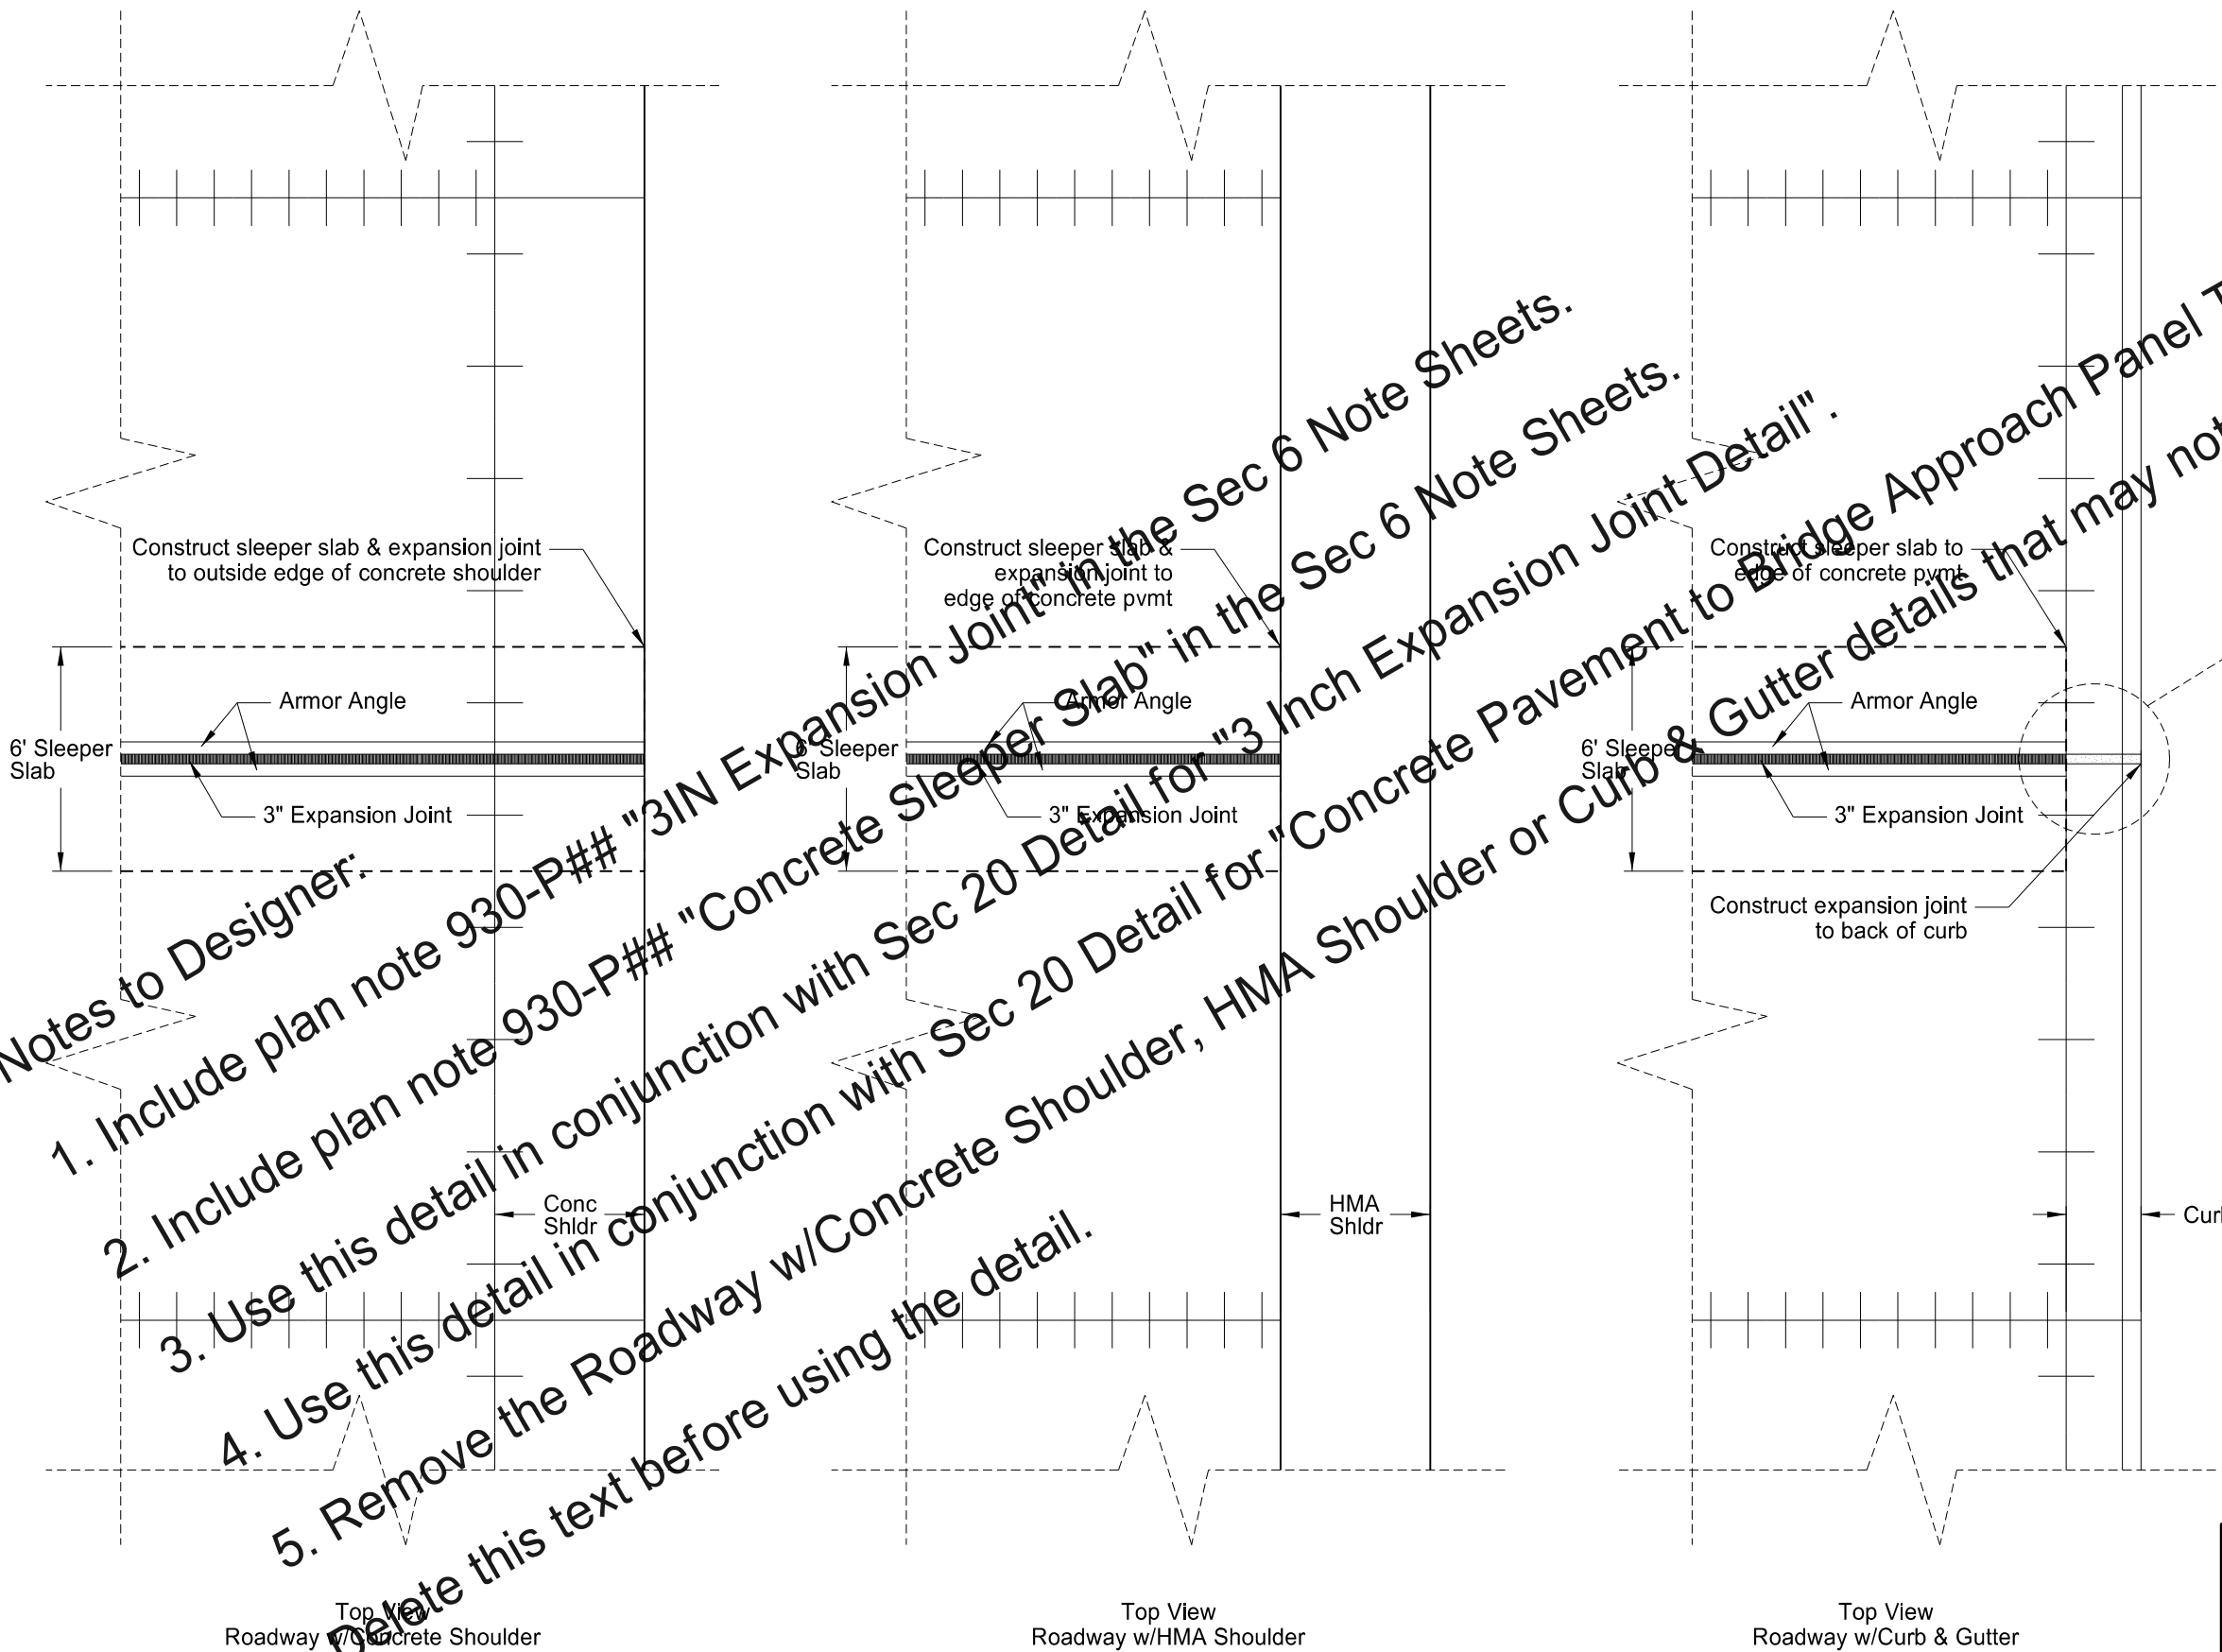 Construct sleeper slab & expansion joint
to outside edge of concrete shoulder
Armor Angle
6' Sleeper
Slab
3" Expansion Joint
Conc
Shldr
Top View
Roadway w/Concrete Shoulder
Construct sleeper slab &
expansion joint to
edge of concrete pvmt
Armor Angle
6' Sleeper
Slab
3" Expansion Joint
HMA
Shldr
Top View
Roadway w/HMA Shoulder
Construct sleeper slab to
edge of concrete pvmt
Armor Angle
6' Sleeper
Slab
3" Expansion Joint
Construct expansion joint
to back of curb
Top View
Roadway w/Curb & Gutter
Notes to Designer:
1. Include plan note 930-P## "3IN Expansion Joint" in the Sec 6 Note Sheets.
2. Include plan note 930-P## "Concrete Sleeper Slab" in the Sec 6 Note Sheets.
3. Use this detail in conjunction with Sec 20 Detail for "3 Inch Expansion Joint Detail".
4. Use this detail in conjunction with Sec 20 Detail for "Concrete Pavement to Bridge Approach Panel
5. Remove the Roadway w/Concrete Shoulder, HMA Shoulder or Curb & Gutter details that may not
Delete this text before using the detail.